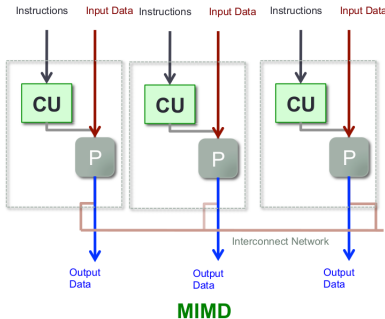 Instructions Input Data Instructions Input Data Instructions Input Data
CU CU CU
P P P
Interconnect Network
Output Output Output
Data Data Data
MIMD